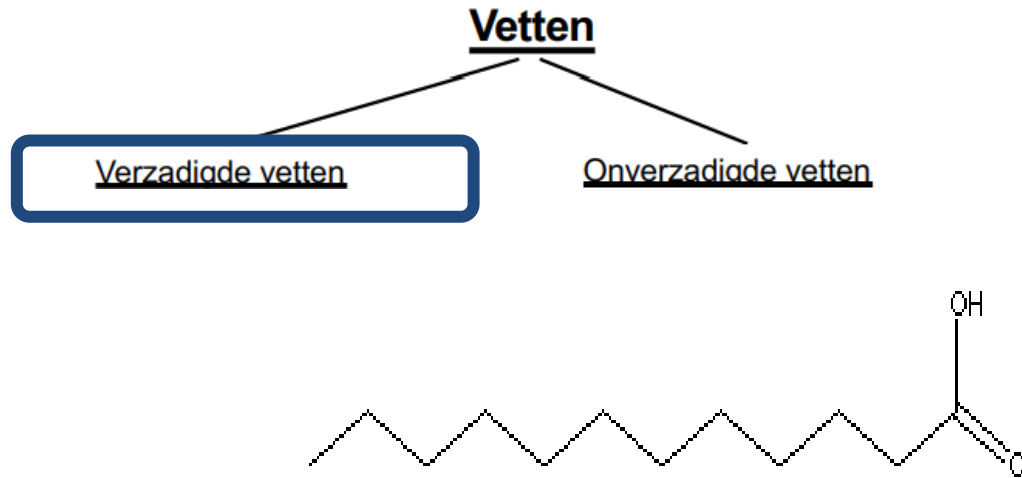 Vetten
Verzadigde vetten
Onverzadigde vetten
OH
O